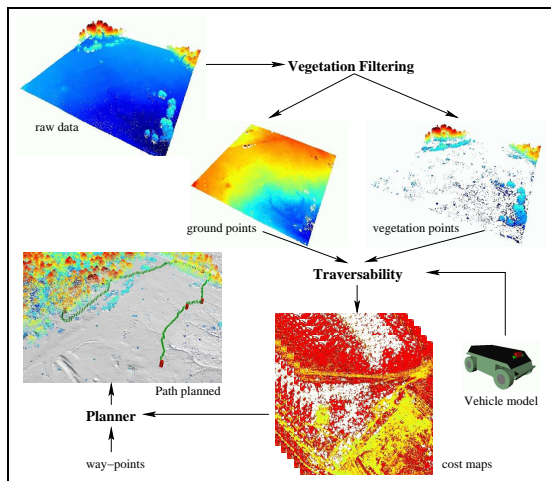 Vegetation Filtering
raw data
ground points
vegetation points
Traversability
Path planned
Vehicle model
Planner
way-points
cost maps